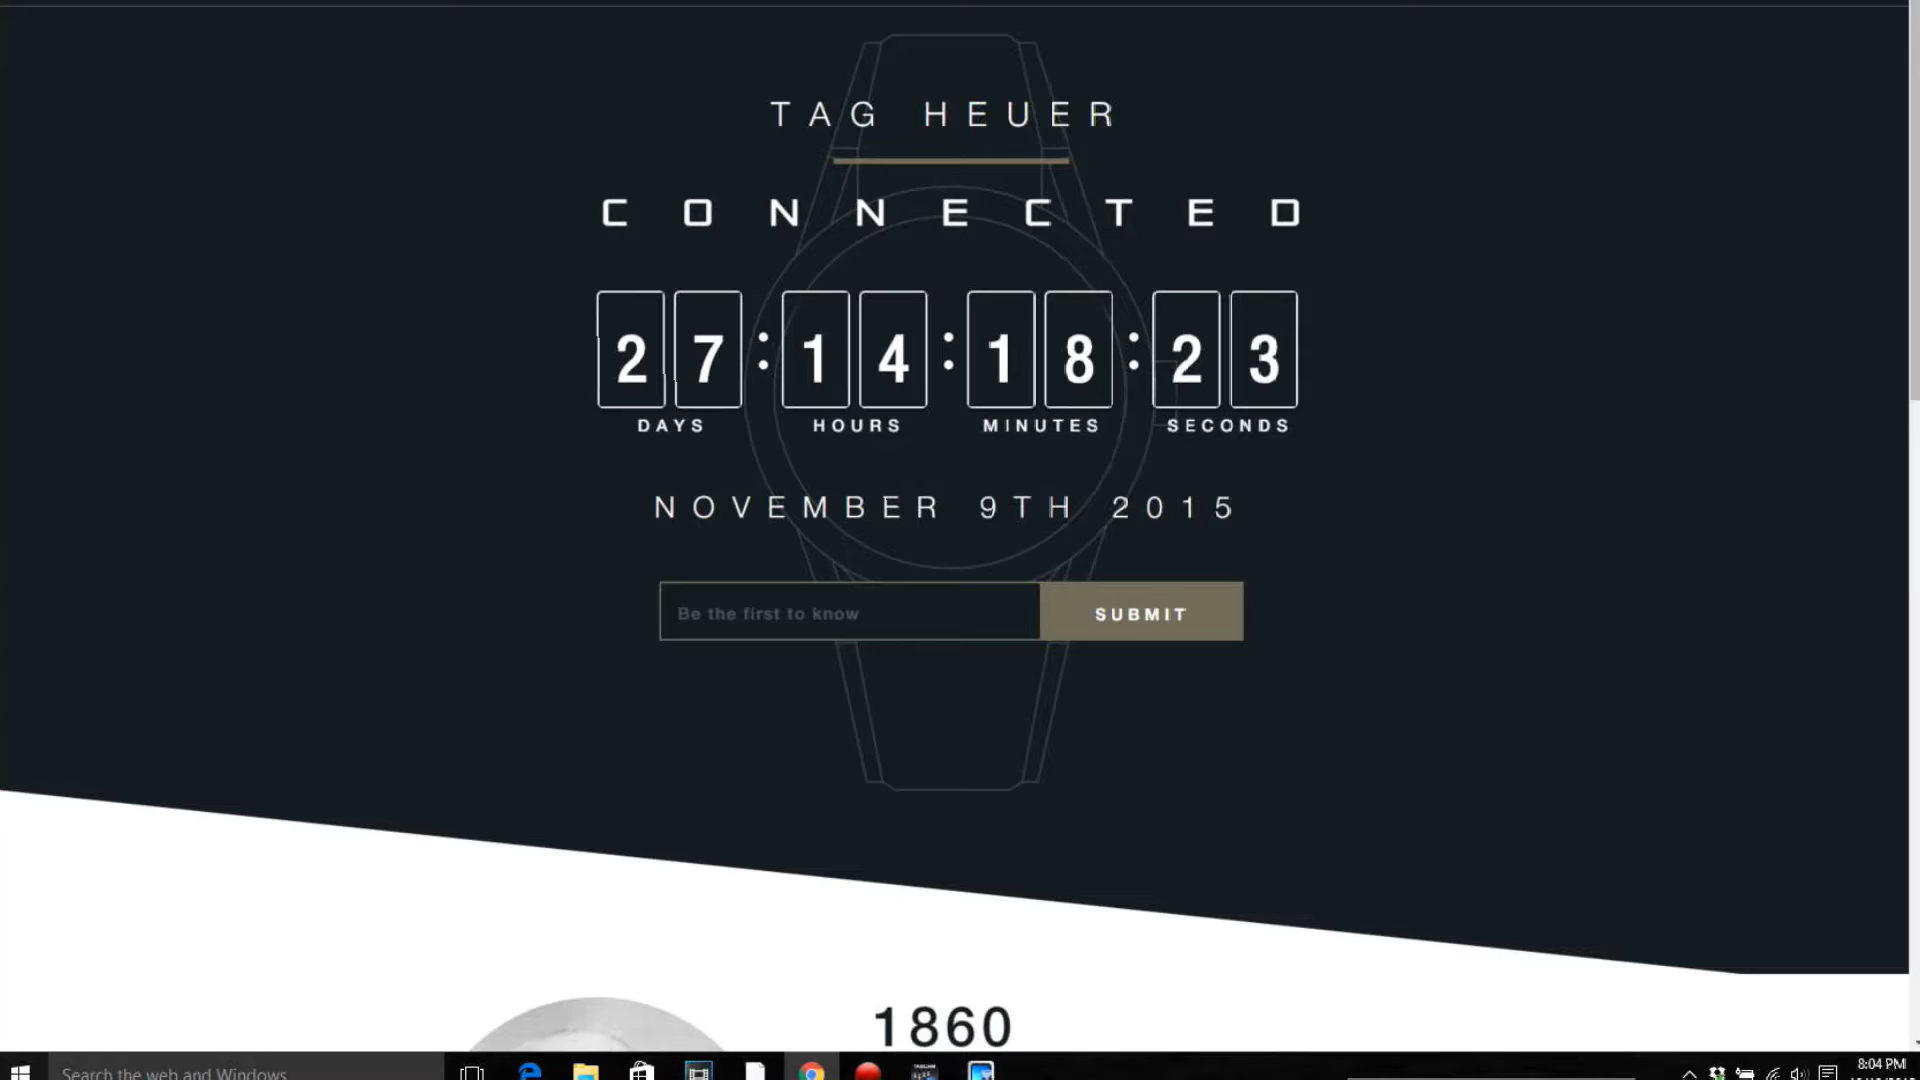 TAG HEUER
CONNECTED
27:14:18:23
DAYS HOURS MINUTES SECONDS
NOVEMBER 9TH 2015
Be the first to know SUBMIT
1860
Search the web and Windows 8:04 PM